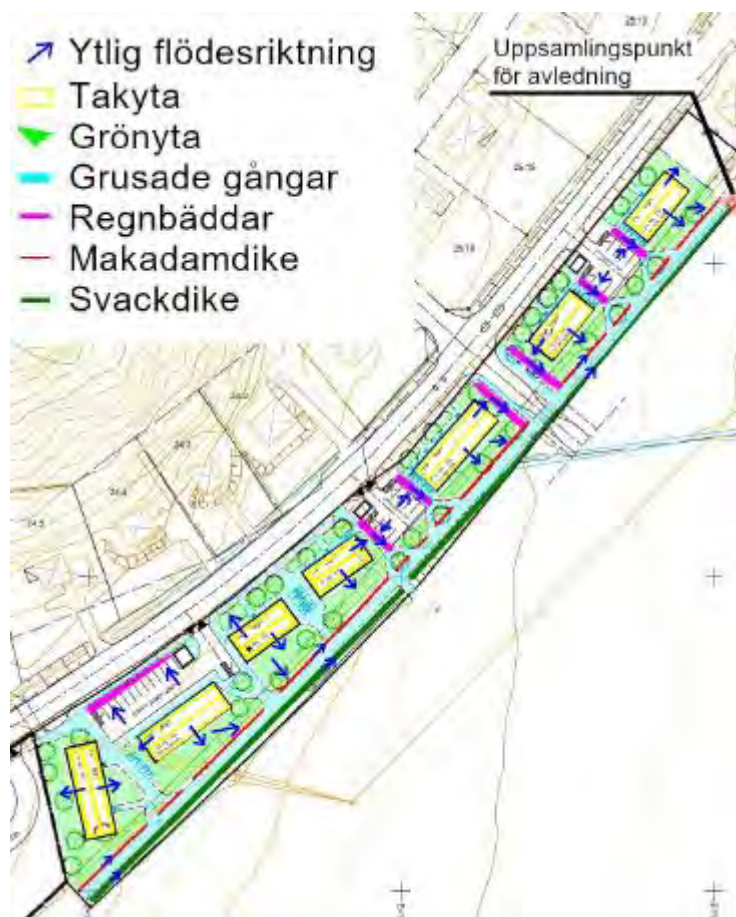 Ytlig flödesriktning
Takyta
Grönyta
Grusade gångar
Regnbäddar
Makadamdike
Svackdike
Uppsamlingspunkt
för avledning